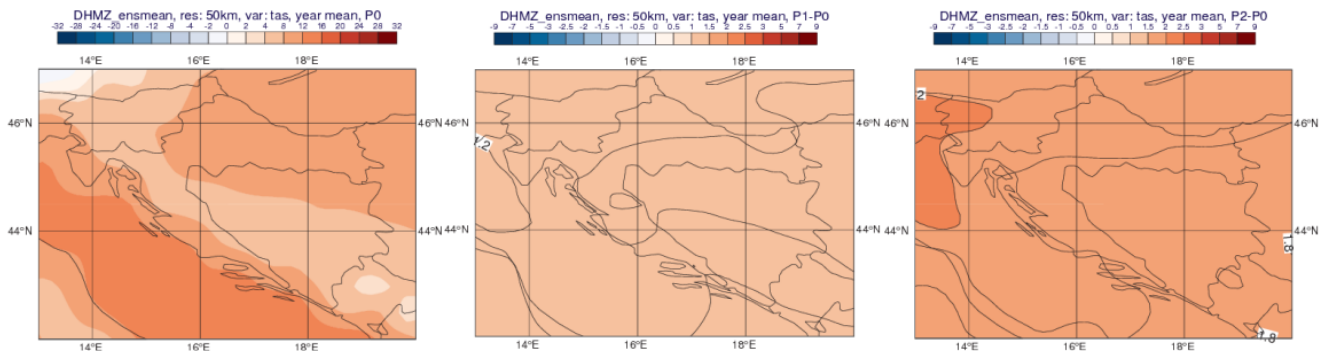 DHMZ_ensmean, res: 50km, var: tas, year mean, P0
-32 -28 -24 -20 -16 -12 -8 -4 -2 0 2 4 8 12 16 20 24 28 32
14°E 16°E 18°E
46°N
44°N
14°E 16°E 18°E
DHMZ_ensmean, res: 50km, var: tas, year mean, P1-P0
-9 -7 -5 -3 -2.5 -2 -1.5 -1 -0.5 0 0.5 1 1.5 2 2.5 3 5 7 9
14°E 16°E 18°E
46°N
1.2
44°N
14°E 16°E 18°E
DHMZ_ensmean, res: 50km, var: tas, year mean, P2-P0
-9 -7 -5 -3 -2.5 -2 -1.5 -1 -0.5 0 0.5 1 1.5 2 2.5 3 5 7 9
14°E 16°E 18°E
2
46°N 46°N
44°N 44°N
1.8
1.8
14°E 16°E 18°E